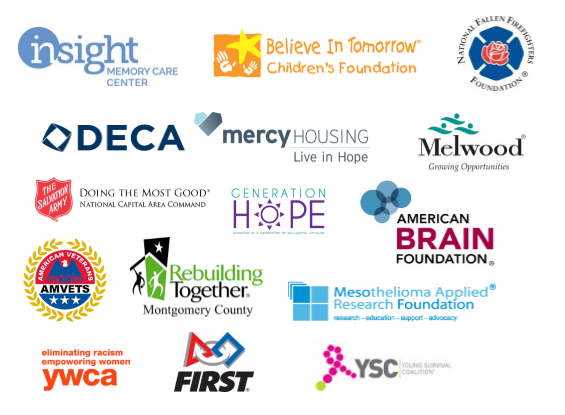 insight
MEMORY CARE
CENTER
Believe In Tomorrow™
Children's Foundation
NATIONAL FALLEN FIREFIGHTERS
FOUNDATION ®
DECA
mercyHOUSING
Live in Hope
Melwood®
Growing Opportunities
THE
SALVATION
ARMY
DOING THE MOST GOOD®
NATIONAL CAPITAL AREA COMMAND
GENERATION
HOPE
AMERICAN
BRAIN
FOUNDATION®
AMERICAN VETERANS
AMVETS
Rebuilding
Together®
Montgomery County
Mesothelioma Applied®
Research Foundation
research - education - support - advocacy
eliminating racism
empowering women
ywca
FIRST®
YSC
YOUNG SURVIVAL
COALITION